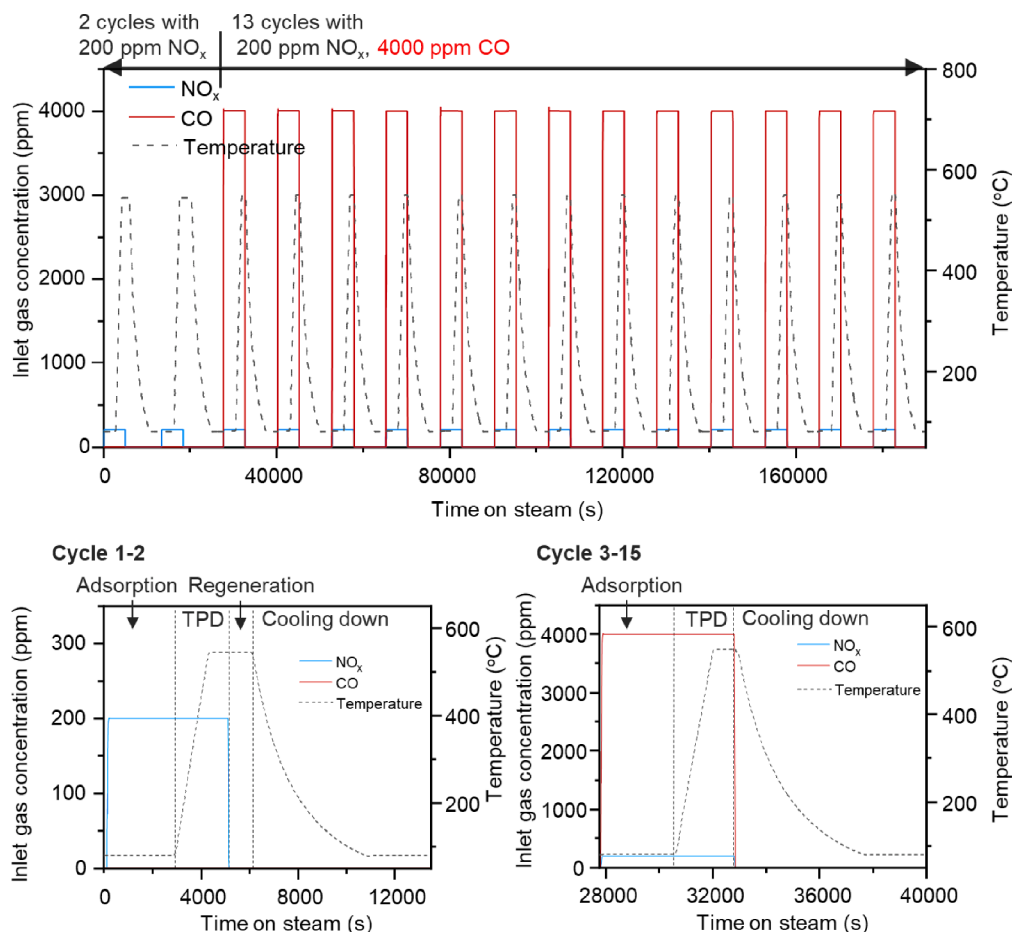 2 cycles with
200 ppm NOx
13 cycles with
200 ppm NOx, 4000 ppm CO
NOx
CO
Temperature
Inlet gas concentration (ppm)
4000
3000
2000
1000
0
800
600
400
200
Temperature (ºC)
0 40000 80000 120000 160000
Time on steam (s)
Cycle 1-2
Adsorption Regeneration
TPD Cooling down
NOx
CO
Temperature
Inlet gas concentration (ppm)
300
200
100
0
600
400
200
Temperature (ºC)
0 4000 8000 12000
Time on steam (s)
Cycle 3-15
Adsorption
TPD Cooling down
NOx
CO
Temperature
Inlet gas concentration (ppm)
4000
3000
2000
1000
0
600
400
200
Temperature (ºC)
28000 32000 36000 40000
Time on steam (s)